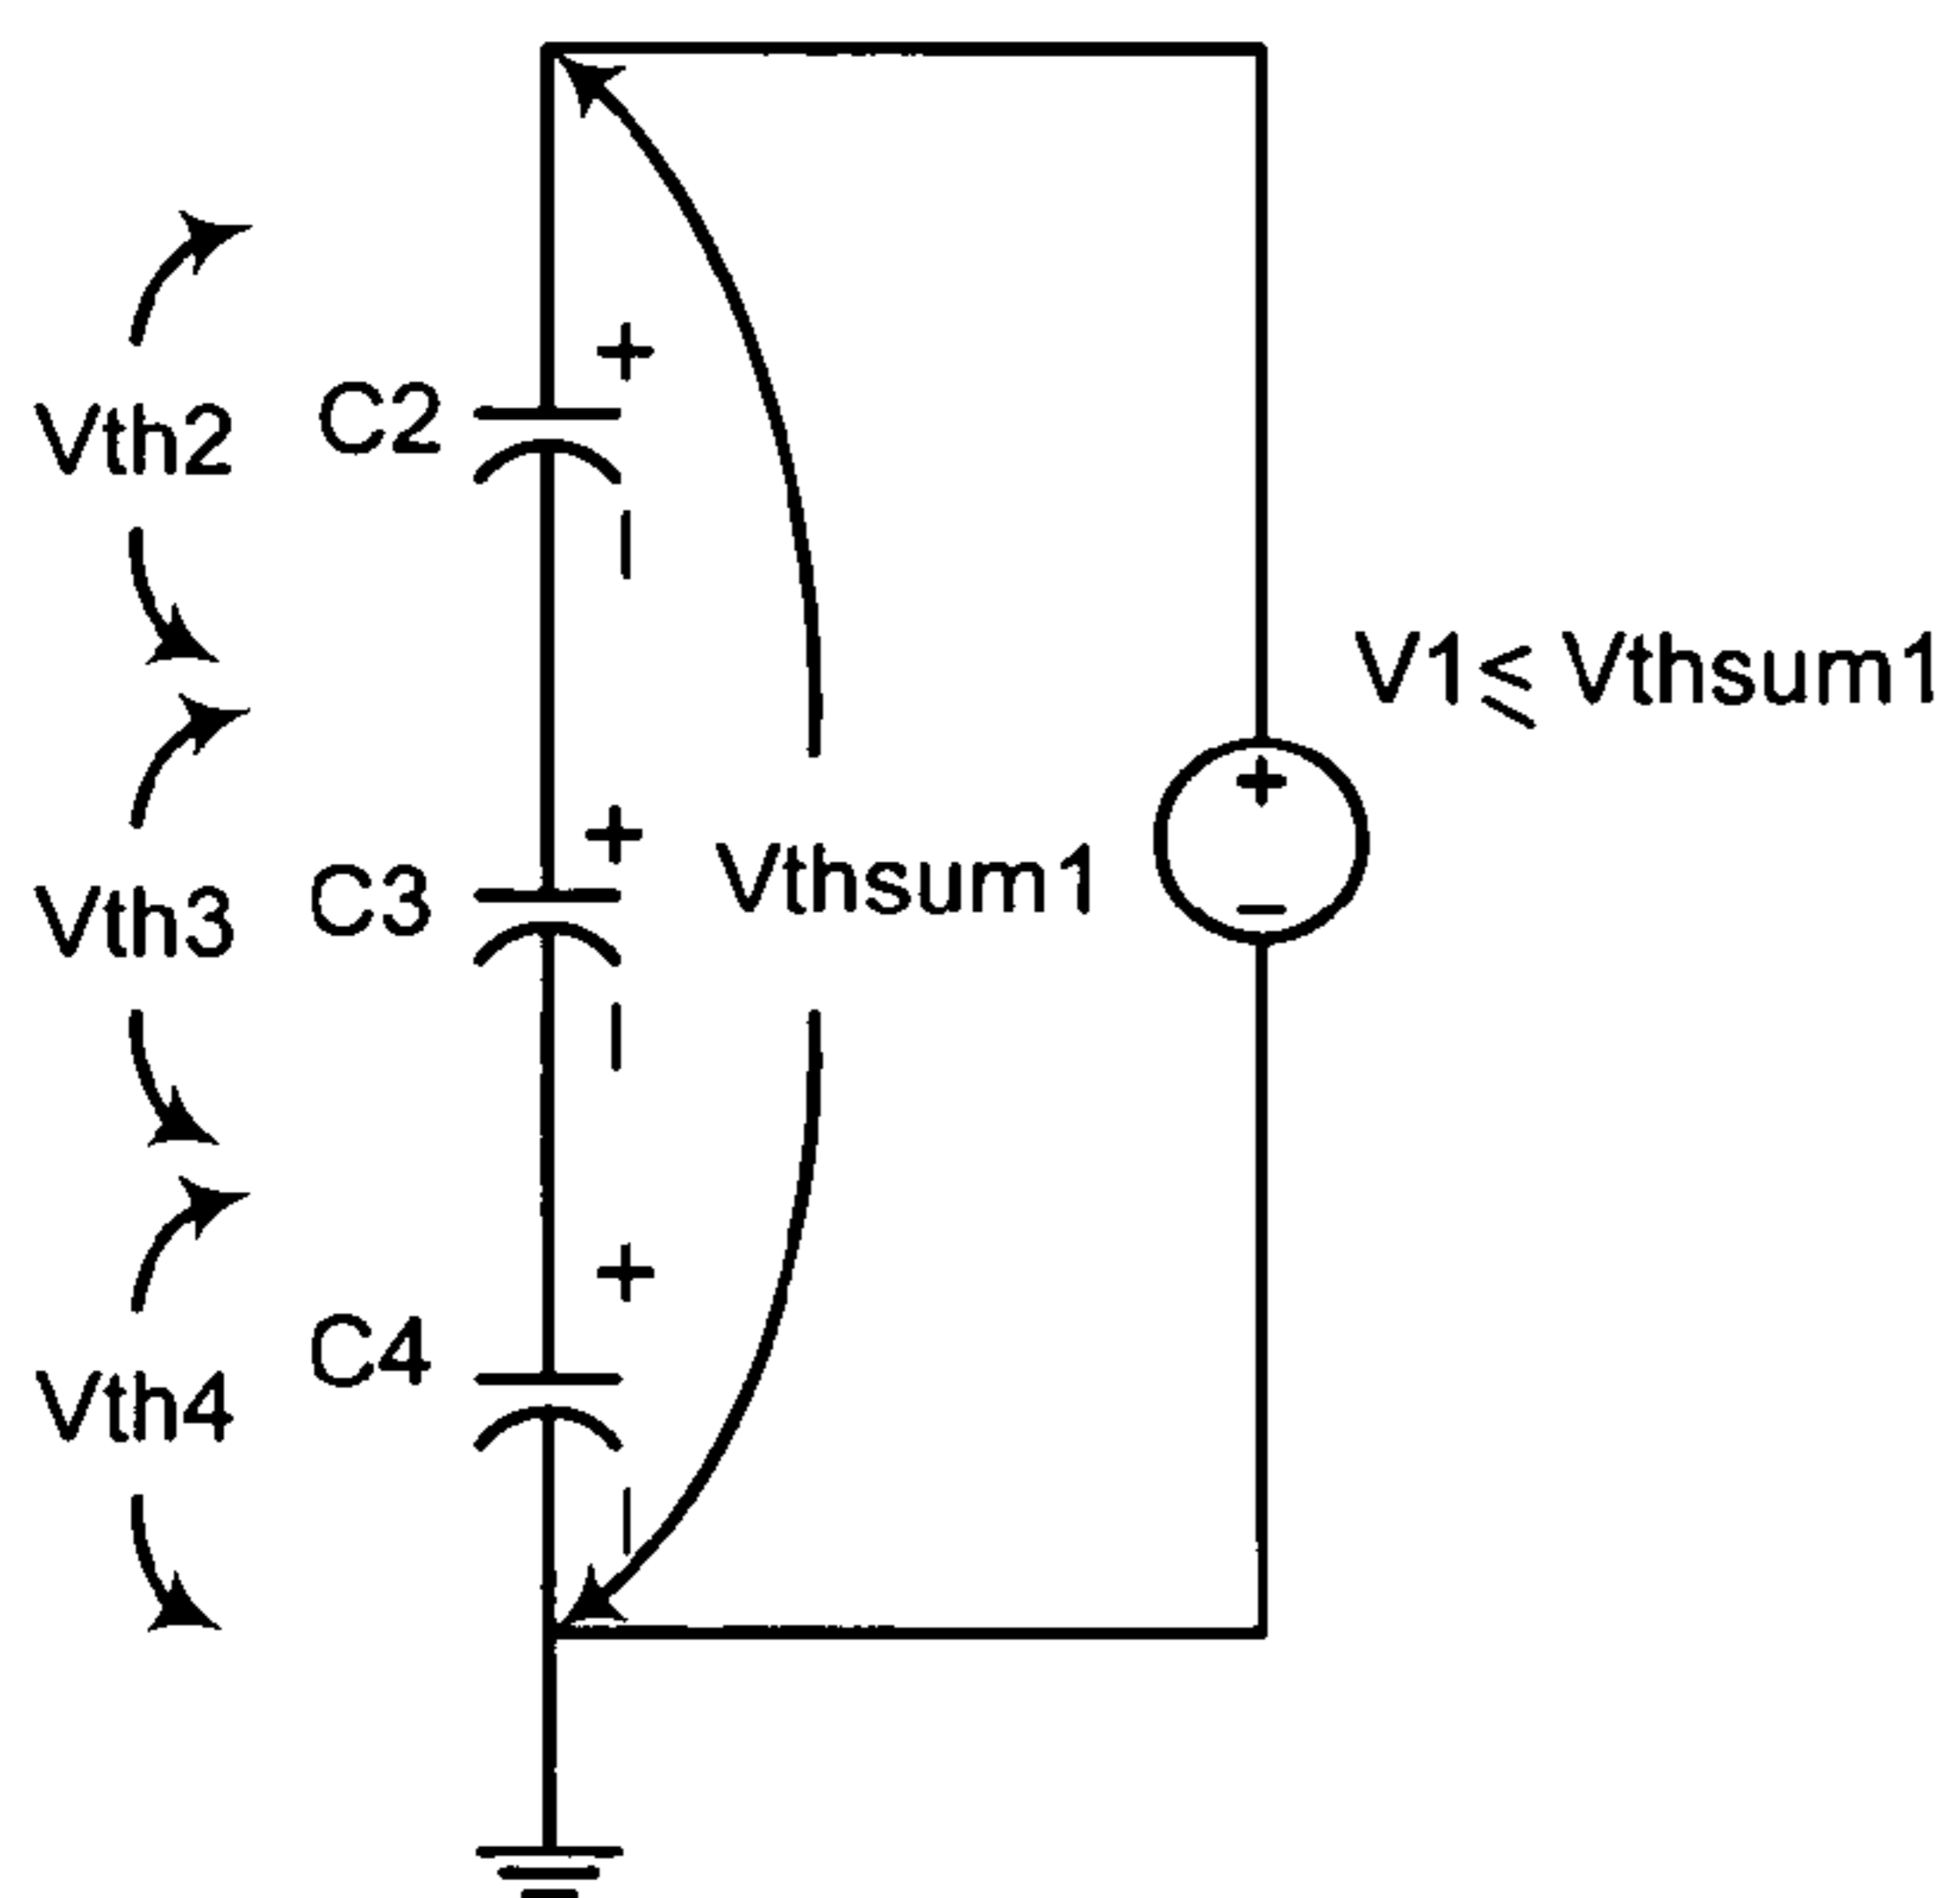 Vth2
C2
+
−
V1⩽Vthsum1
+
−
Vth3
C3
+
−
Vthsum1
Vth4
C4
+
−